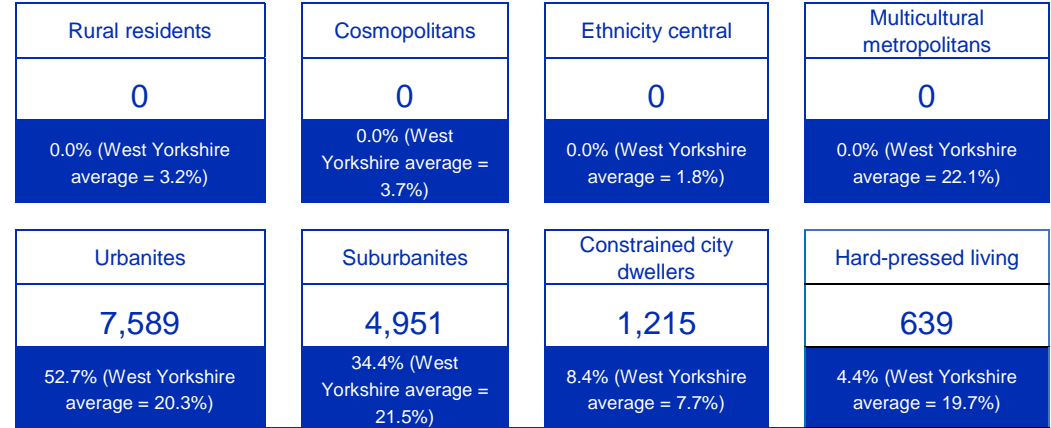 Rural residents
0
0.0% (West Yorkshire
average = 3.2%)
Cosmopolitans
0
0.0% (West
Yorkshire average =
3.7%)
Ethnicity central
0
0.0% (West Yorkshire
average = 1.8%)
Multicultural
metropolitans
0
0.0% (West Yorkshire
average = 22.1%)
Urbanites
7,589
52.7% (West Yorkshire
average = 20.3%)
Suburbanites
4,951
34.4% (West
Yorkshire average =
21.5%)
Constrained city
dwellers
1,215
8.4% (West Yorkshire
average = 7.7%)
Hard-pressed living
639
4.4% (West Yorkshire
average = 19.7%)